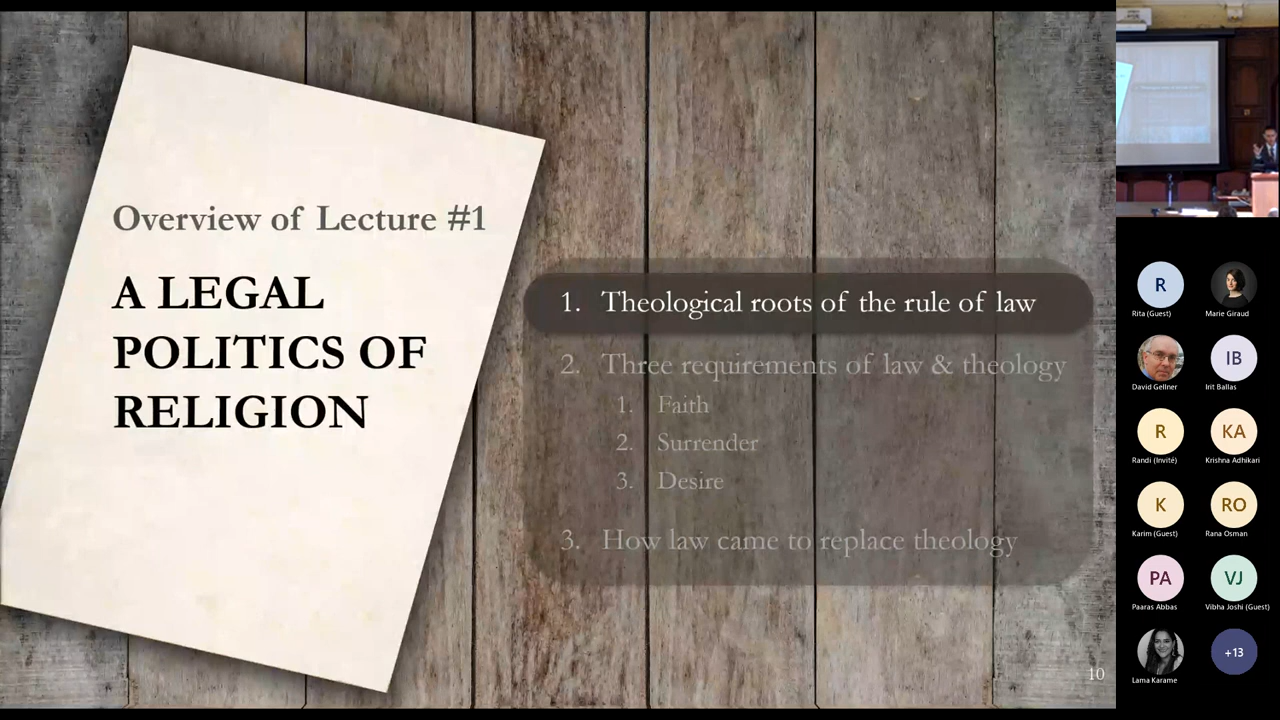 Overview of Lecture #1
A LEGAL
POLITICS OF
RELIGION
1. Theological roots of the rule of law
2. Three requirements of law & theology
1. Faith
2. Surrender
3. Desire
3. How law came to replace theology
10
R
Rita (Guest)
Marie Giraud
David Gellner
IB
Irit Ballas
R
Randi (Invité)
KA
Krishna Adhikari
K
Karim (Guest)
RO
Rana Osman
PA
Paaras Abbas
VJ
Vibha Joshi (Guest)
Lama Karame
+13